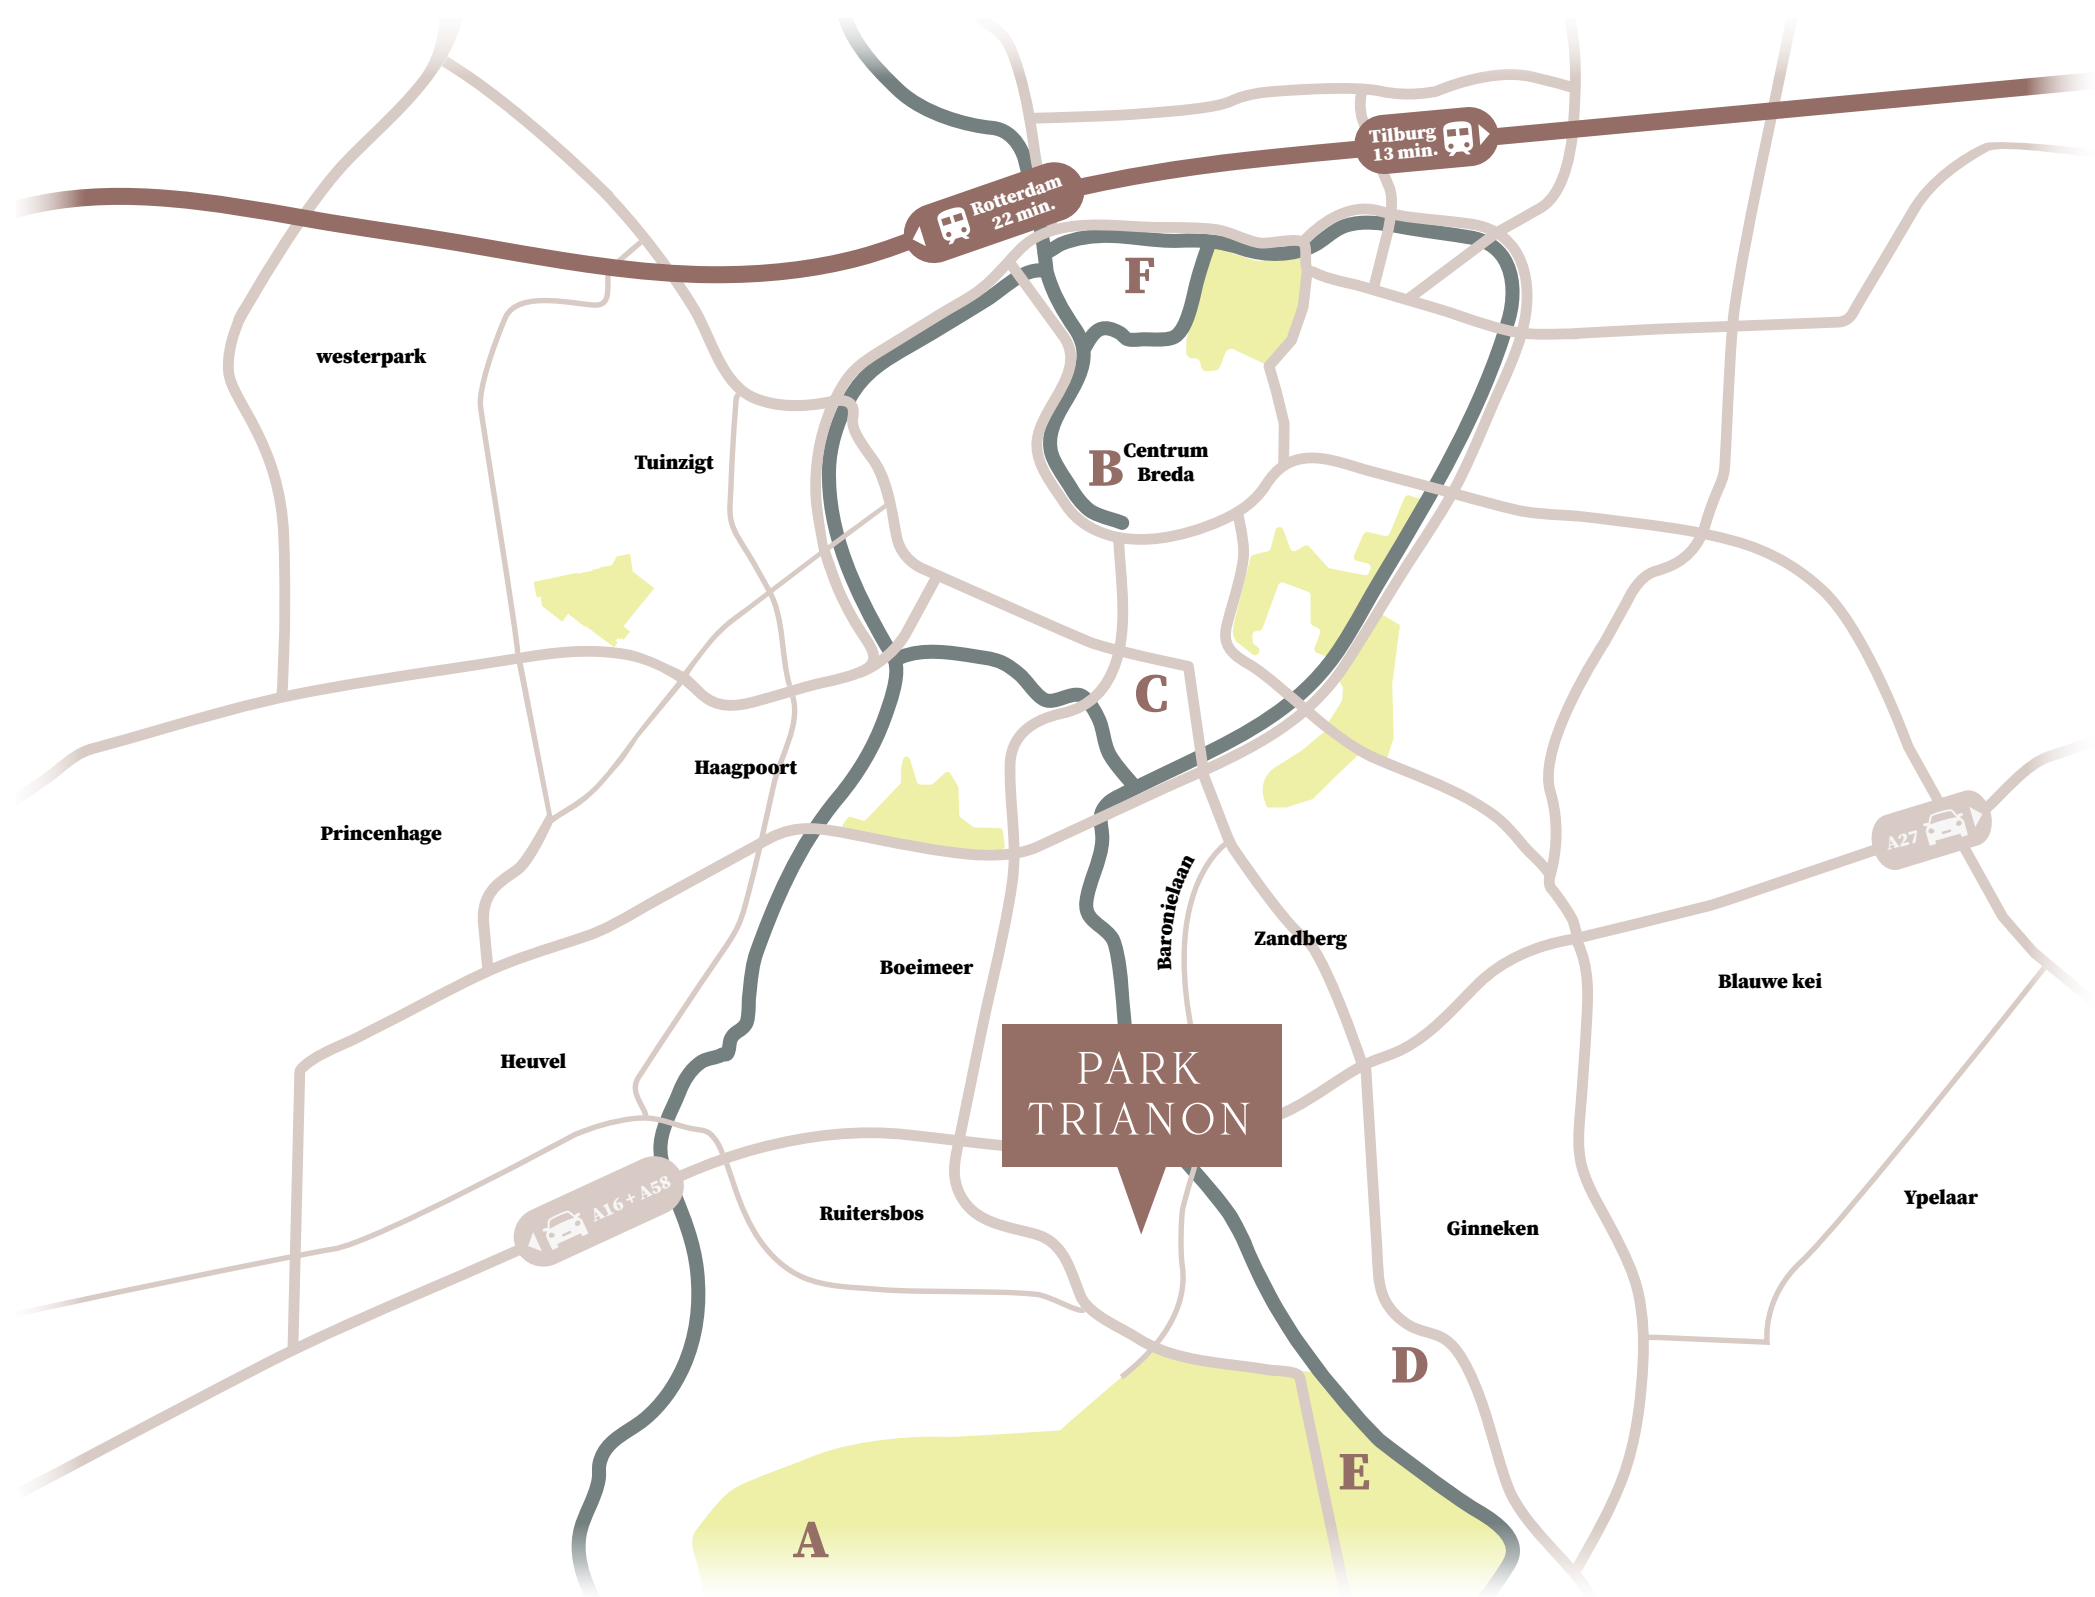 Tilburg
13 min.
Rotterdam
22 min.
F
westerpark
Tuinzigt
B
Centrum
Breda
C
Haagpoort
Princenhage
A27
Baronielaan
Zandberg
Boeimeer
Blauwe kei
Heuvel
PARK
TRIANON
A16 + A58
Ruitersbos
Ypelaar
Ginneken
D
E
A